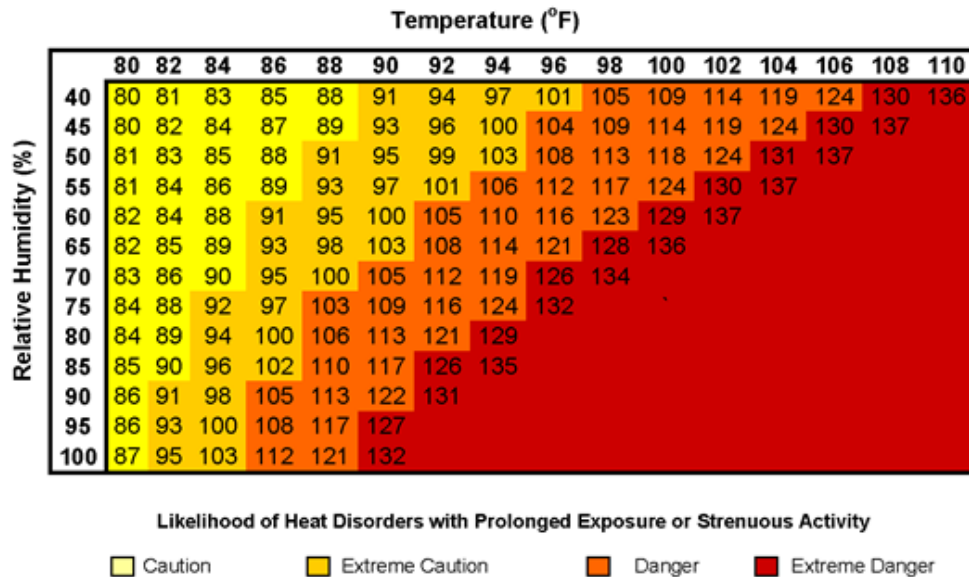 Temperature (°F)
80 82 84 86 88 90 92 94 96 98 100 102 104 106 108 110
Relative Humidity (%)
40 80 81 83 85 88 91 94 97 101 105 109 114 119 124 130 136
45 80 82 84 87 89 93 96 100 104 109 114 119 124 130 137
50 81 83 85 88 91 95 99 103 108 113 118 124 131 137
55 81 84 86 89 93 97 101 106 112 117 124 130 137
60 82 84 88 91 95 100 105 110 116 123 129 137
65 82 85 89 93 98 103 108 114 121 128 136
70 83 86 90 95 100 105 112 119 126 134
75 84 88 92 97 103 109 116 124 132
80 84 89 94 100 106 113 121 129
85 85 90 96 102 110 117 126 135
90 86 91 98 105 113 122 131
95 86 93 100 108 117 127
100 87 95 103 112 121 132
Likelihood of Heat Disorders with Prolonged Exposure or Strenuous Activity
Caution Extreme Caution Danger Extreme Danger